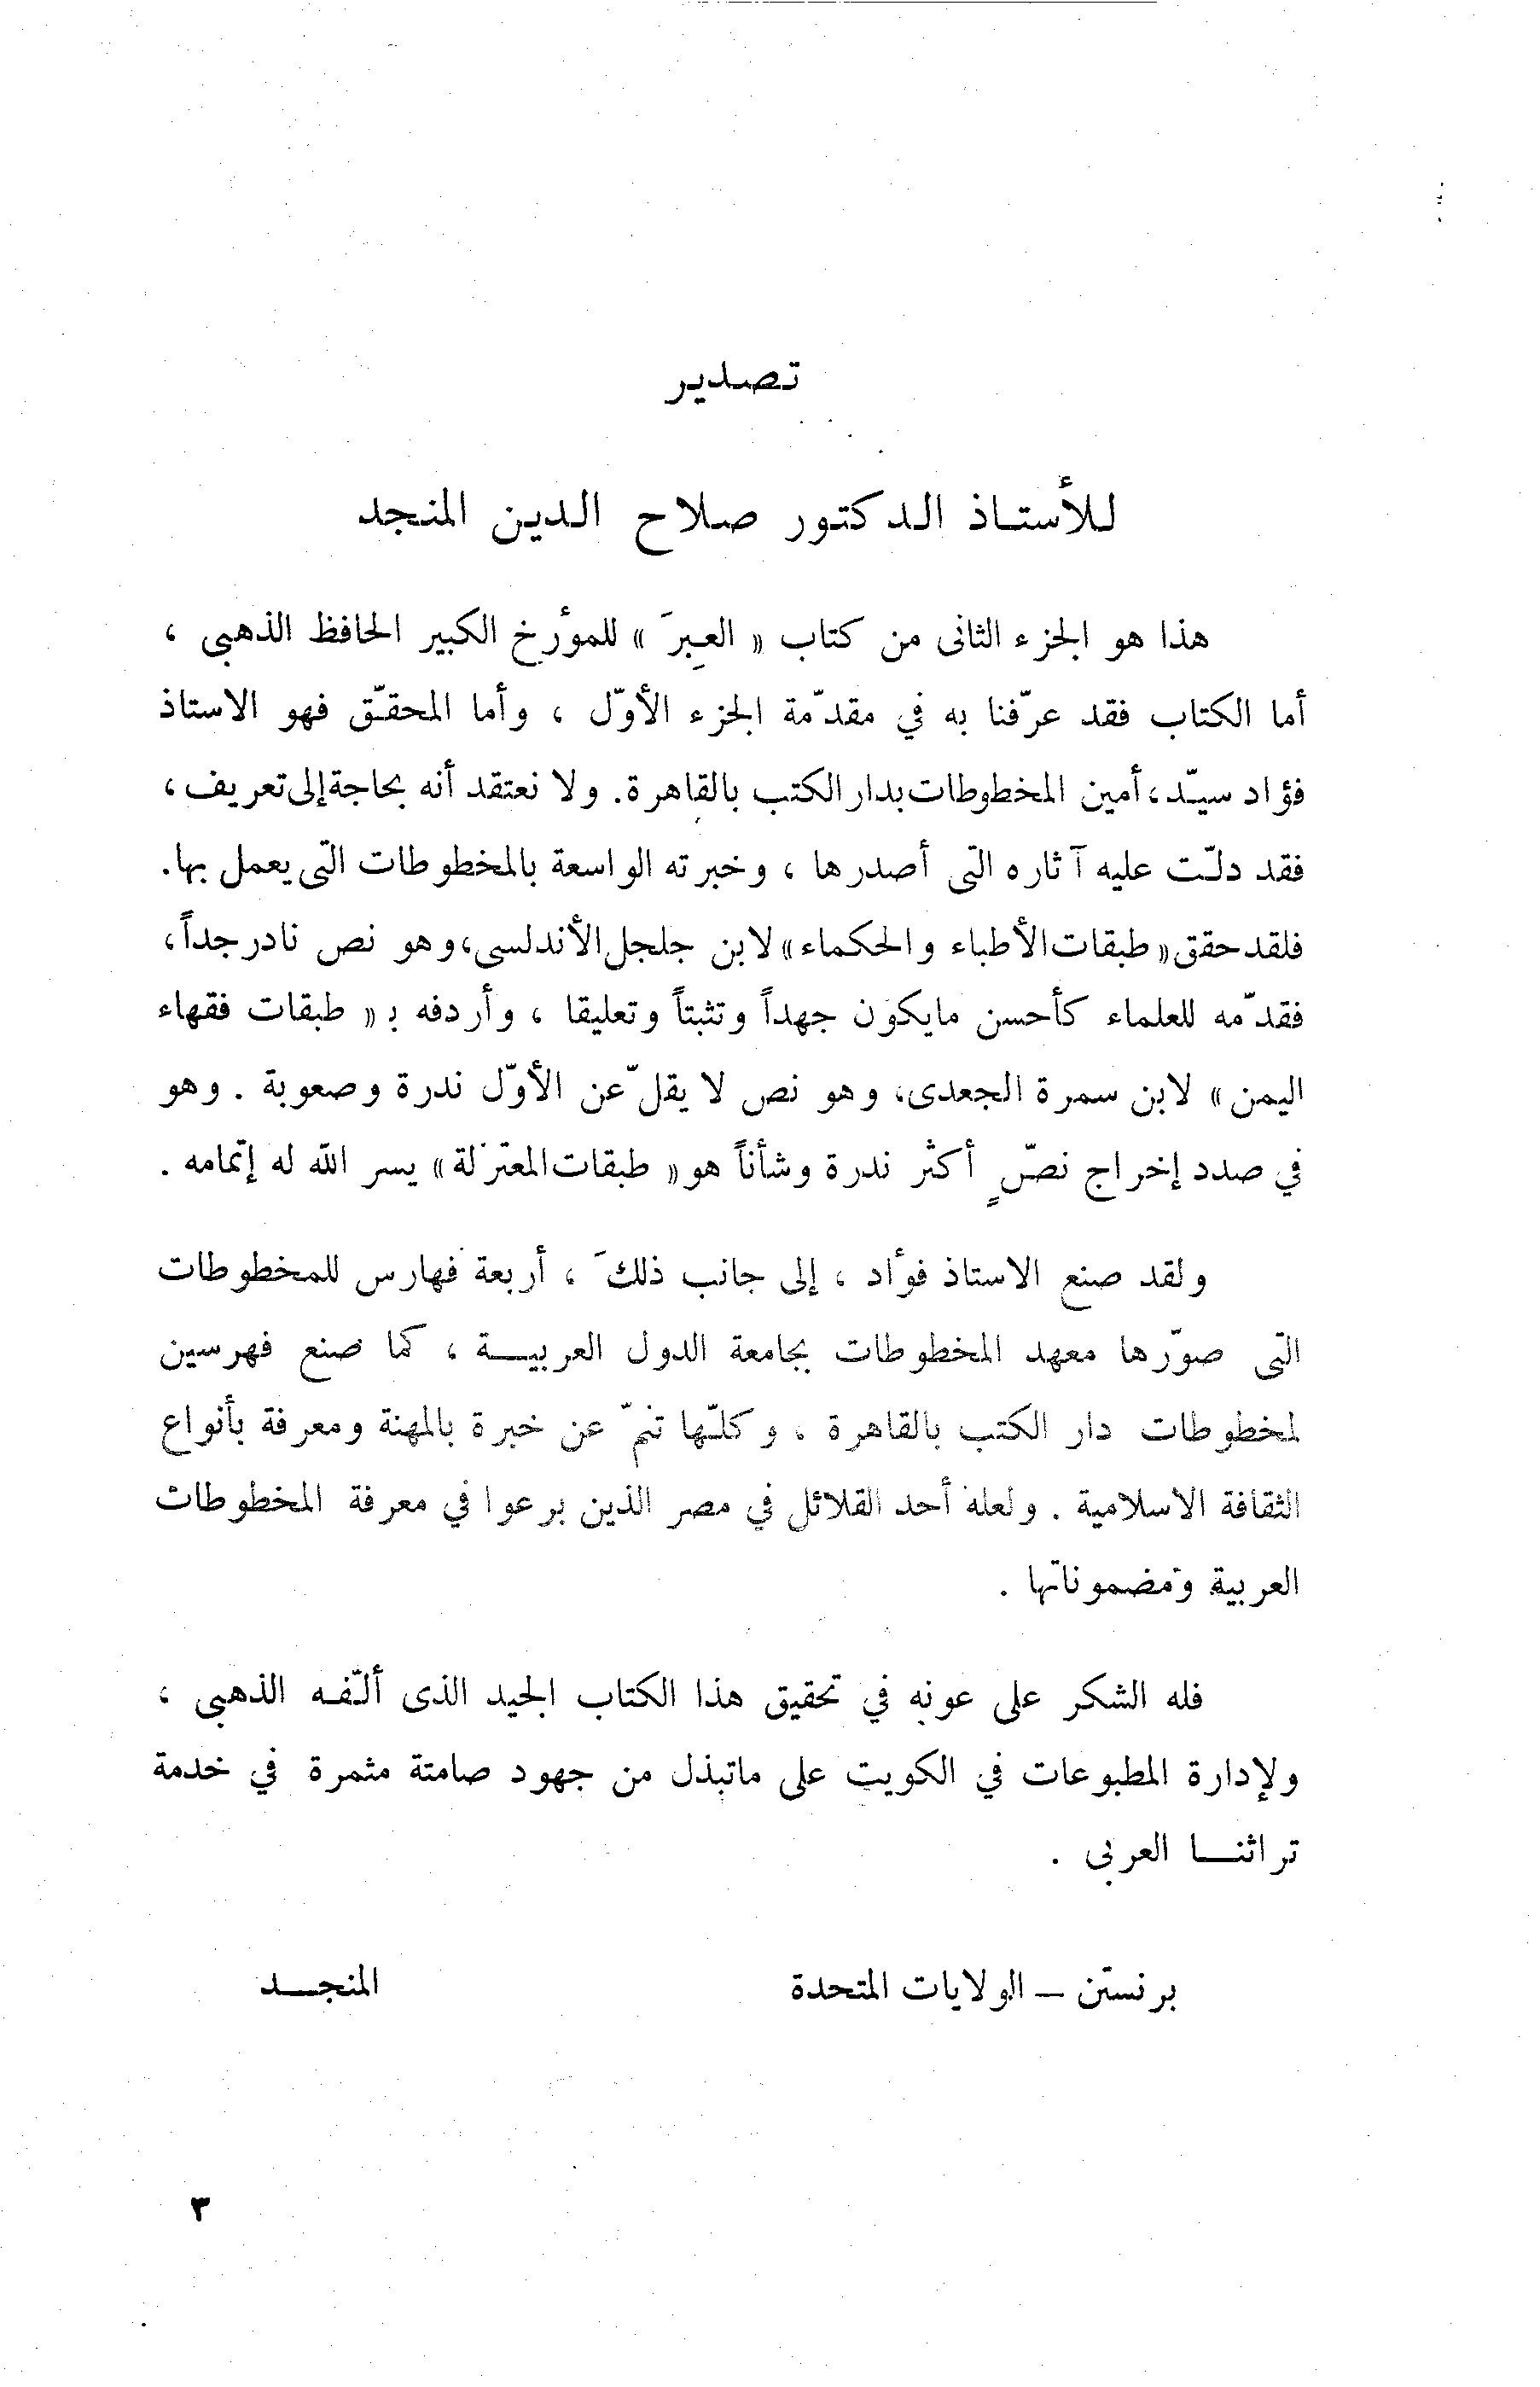 تصدير
للأستاذ الدكتور صلاح الدين المنجد
هذا هو الجزء الثانى من كتاب « العِبرَ » للمؤرخ الكبير الحافظ الذهبى ،
أما الكتاب فقد عرّفنا به في مقدّمة الجزء الأوّل ، وأما المحقّق فهو الاستاذ
فؤاد سيّد، أمين المخطوطات بدار الكتب بالقاهرة. ولا نعتقد أنه بحاجة إلى تعريف ،
فقد دلّت عليه آثاره التى أصدرها ، وخبرته الواسعة بالمخطوطات التى يعمل بها.
فلقد حقق « طبقات الأطباء والحكماء » لابن جلجل الأندلسى، وهو نص نادر جداً،
فقدّمه للعلماء كأحسن مايكون جهداً وتثبتاً وتعليقا ، وأردفه بـ « طبقات فقهاء
اليمن » لابن سمرة الجعدى، وهو نص لا يقلّ عن الأوّل ندرة وصعوبة . وهو
في صدد إخراج نصّ ٍ أكثر ندرة وشأناً هو « طبقات المعتزلة » يسر الله له إتمامه .
ولقد صنع الاستاذ فؤاد ، إلى جانب ذلكَ ، أربعة فهارس للمخطوطات
التى صوّرها معهد المخطوطات بجامعة الدول العربيــة ، كما صنع فهرسين
لمخطوطات دار الكتب بالقاهرة ، وكلّها تنمّ عن خبرة بالمهنة ومعرفة بأنواع
الثقافة الاسلامية . ولعله أحد القلائل في مصر الذين برعوا في معرفة المخطوطات
العربية ومضموناتها .
فله الشكر على عونه في تحقيق هذا الكتاب الجيد الذى ألّفه الذهبى ،
ولإدارة المطبوعات في الكويت على ماتبذل من جهود صامتة مثمرة في خدمة
تراثنــا العربى .
برنستن – الولايات المتحدة المنجــد
٣